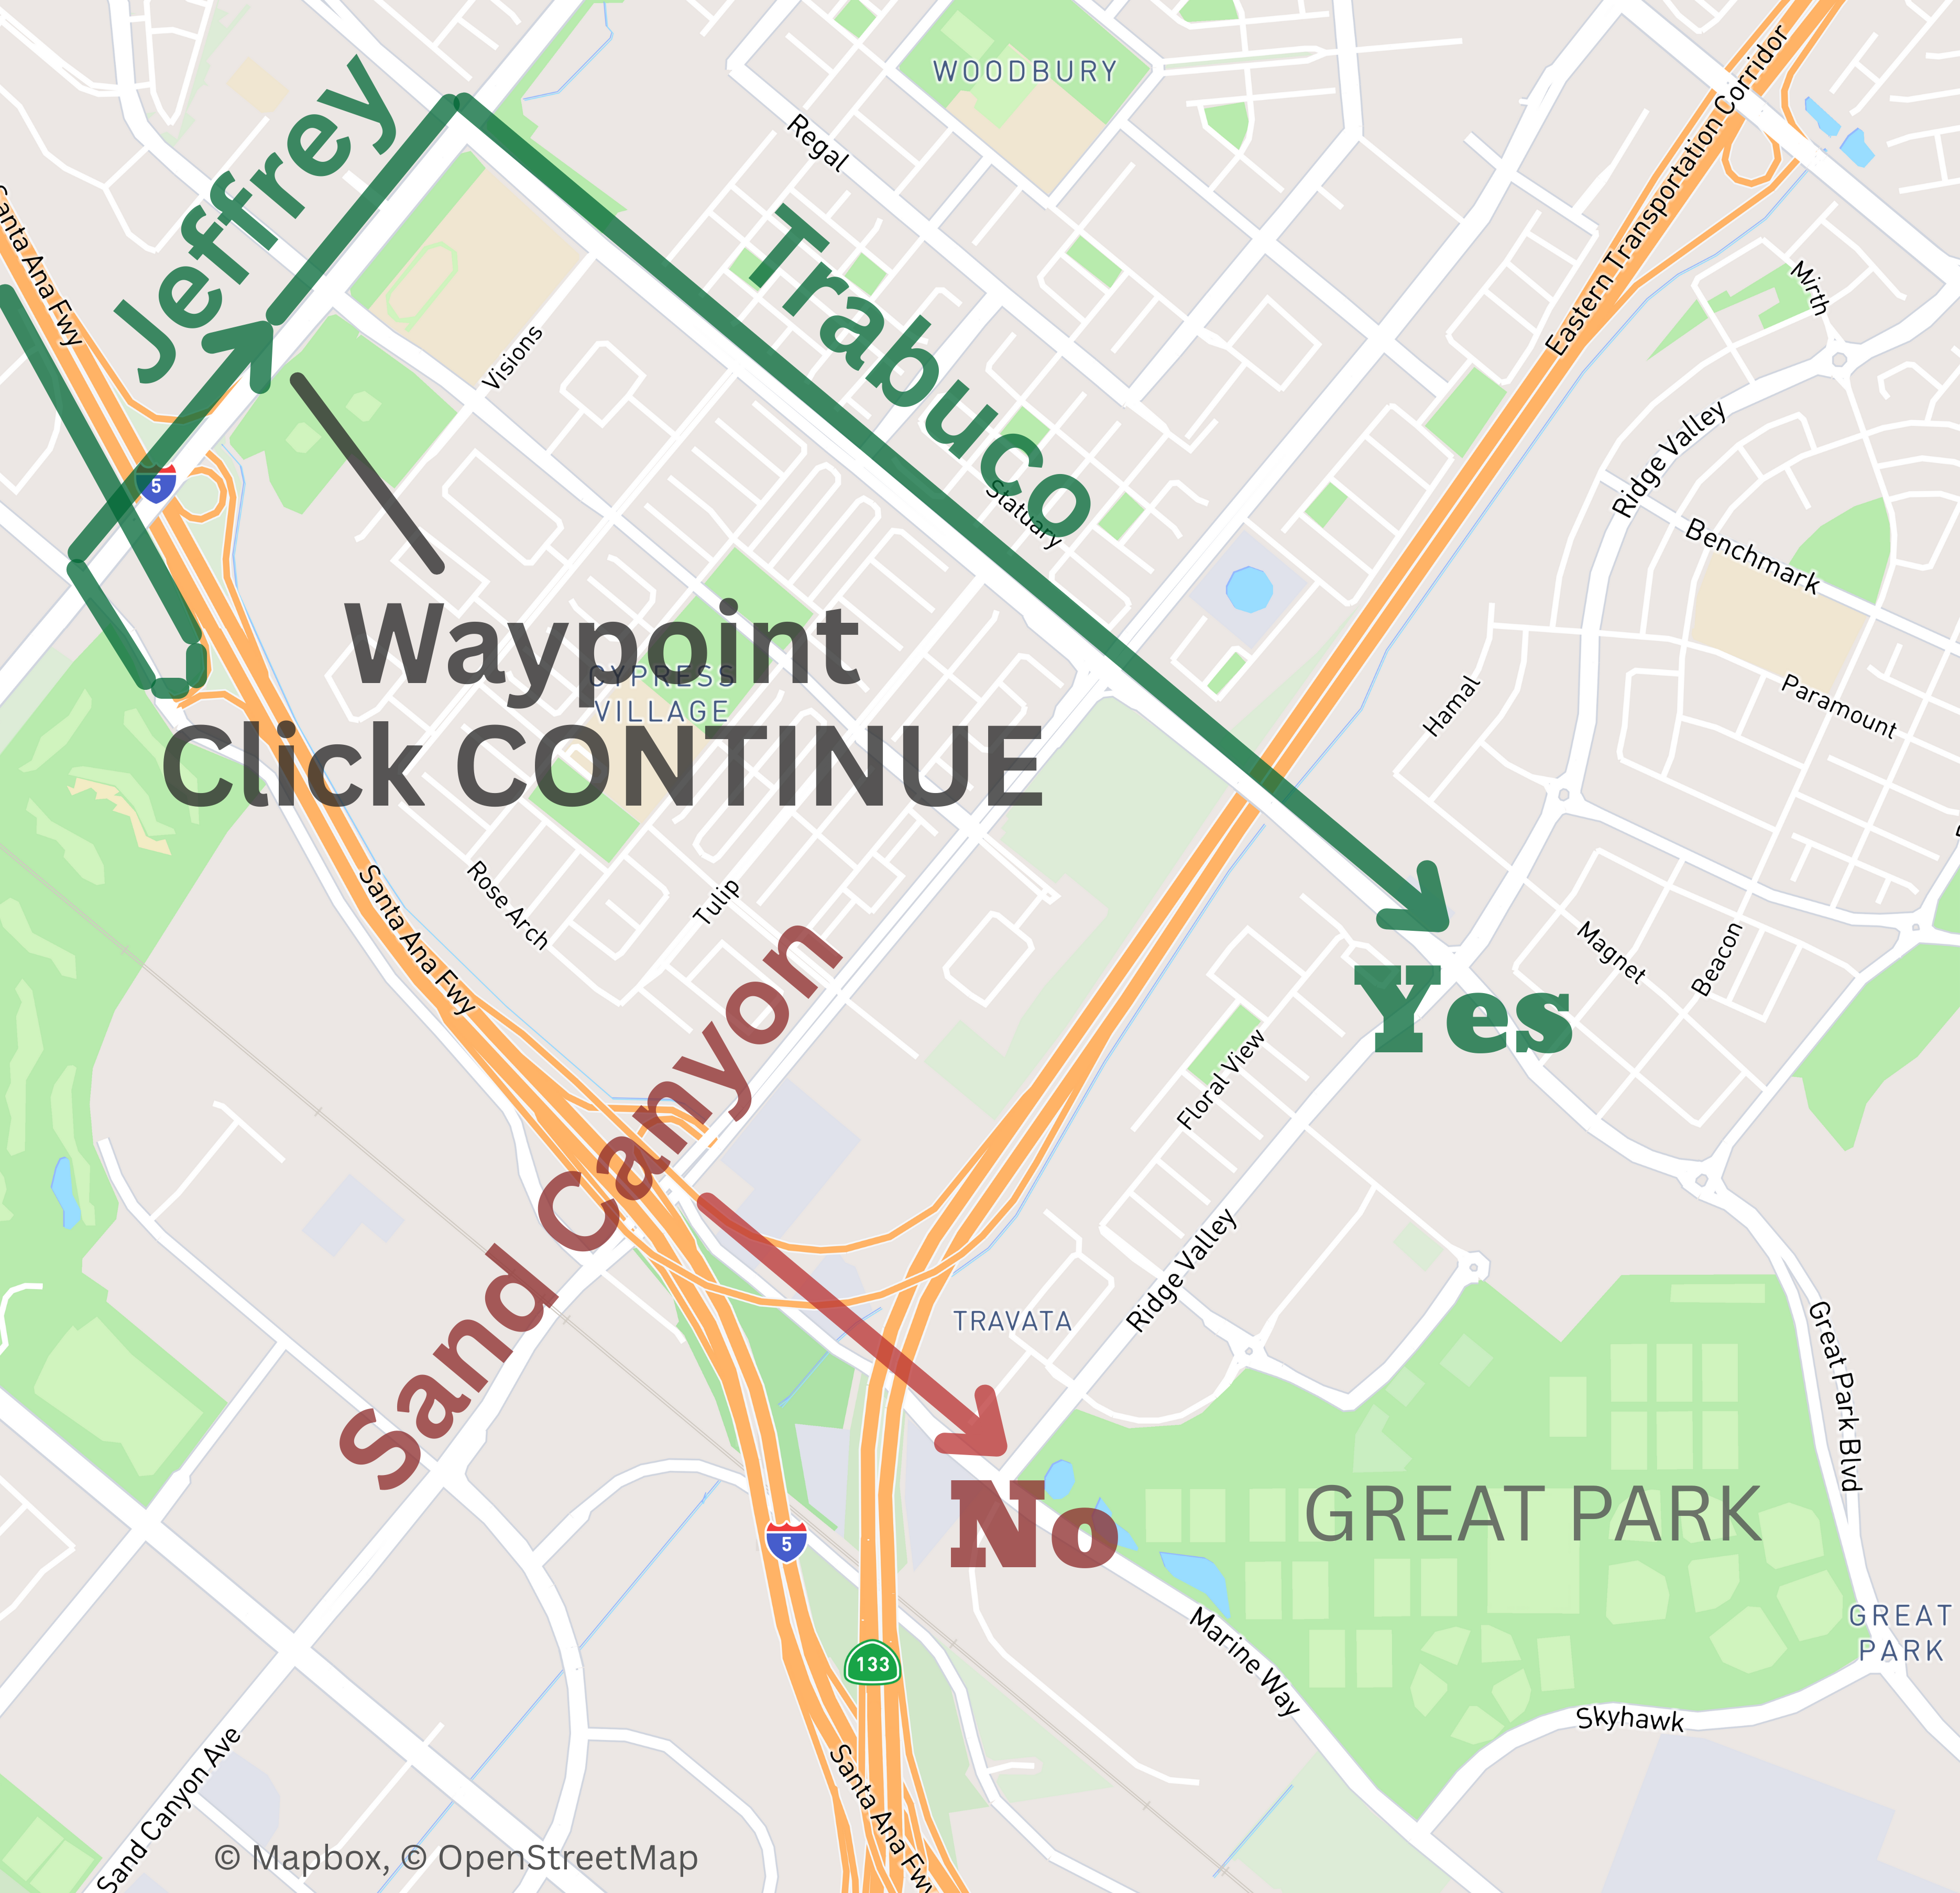 WOODBURY
Regal
Eastern Transportation Corridor
Jeffrey
Santa Ana Fwy
Mirth
Trabuco
Visions
Ridge Valley
5
Statuary
Benchmark
Waypoint
CYPRESS
VILLAGE
Click CONTINUE
Hamal
Paramount
Rose Arch
Tulip
Santa Ana Fwy
Magnet
Beacon
Yes
Sand Canyon
Floral View
Ridge Valley
TRAVATA
Great Park Blvd
No
GREAT PARK
5
Marine Way
GREAT
PARK
133
Skyhawk
Sand Canyon Ave
Santa Ana Fwy
© Mapbox, © OpenStreetMap